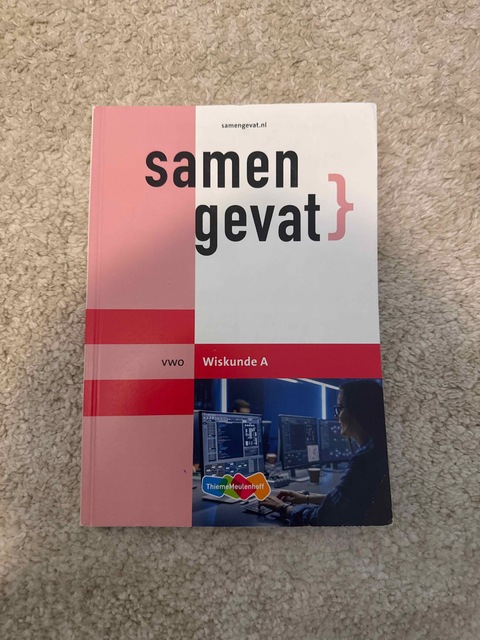 samengevat.nl
samen
gevat}
vwo Wiskunde A
ThiemeMeulenhoff